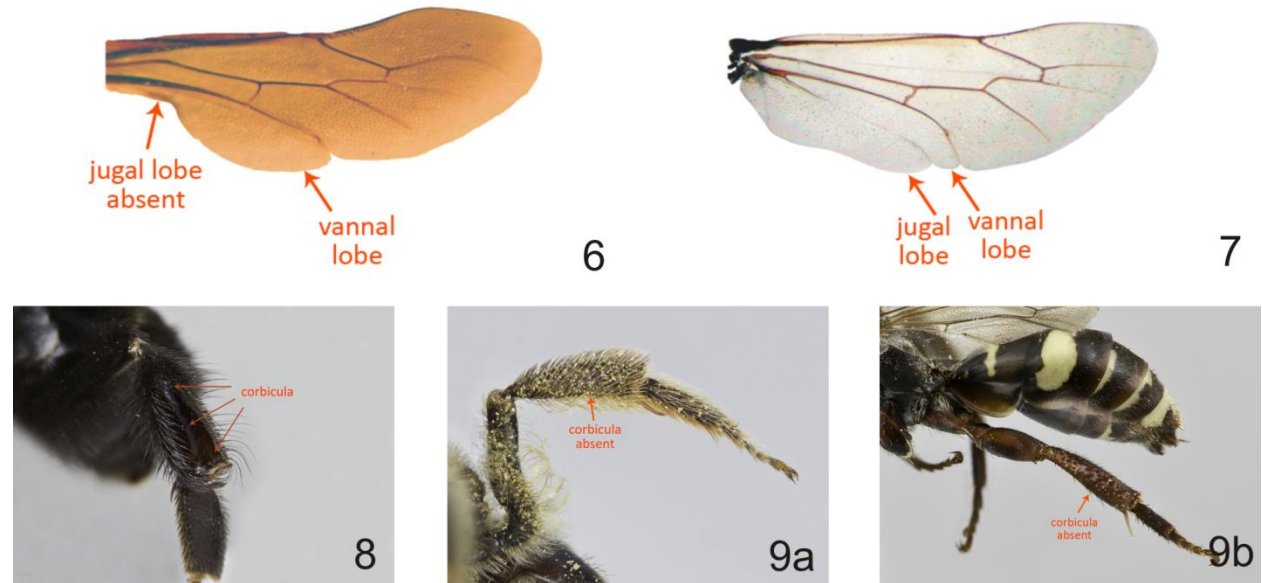 jugal lobe
absent
vannal
lobe
6
jugal
lobe
vannal
lobe
7
corbicula
8
corbicula
absent
9a
corbicula
absent
9b